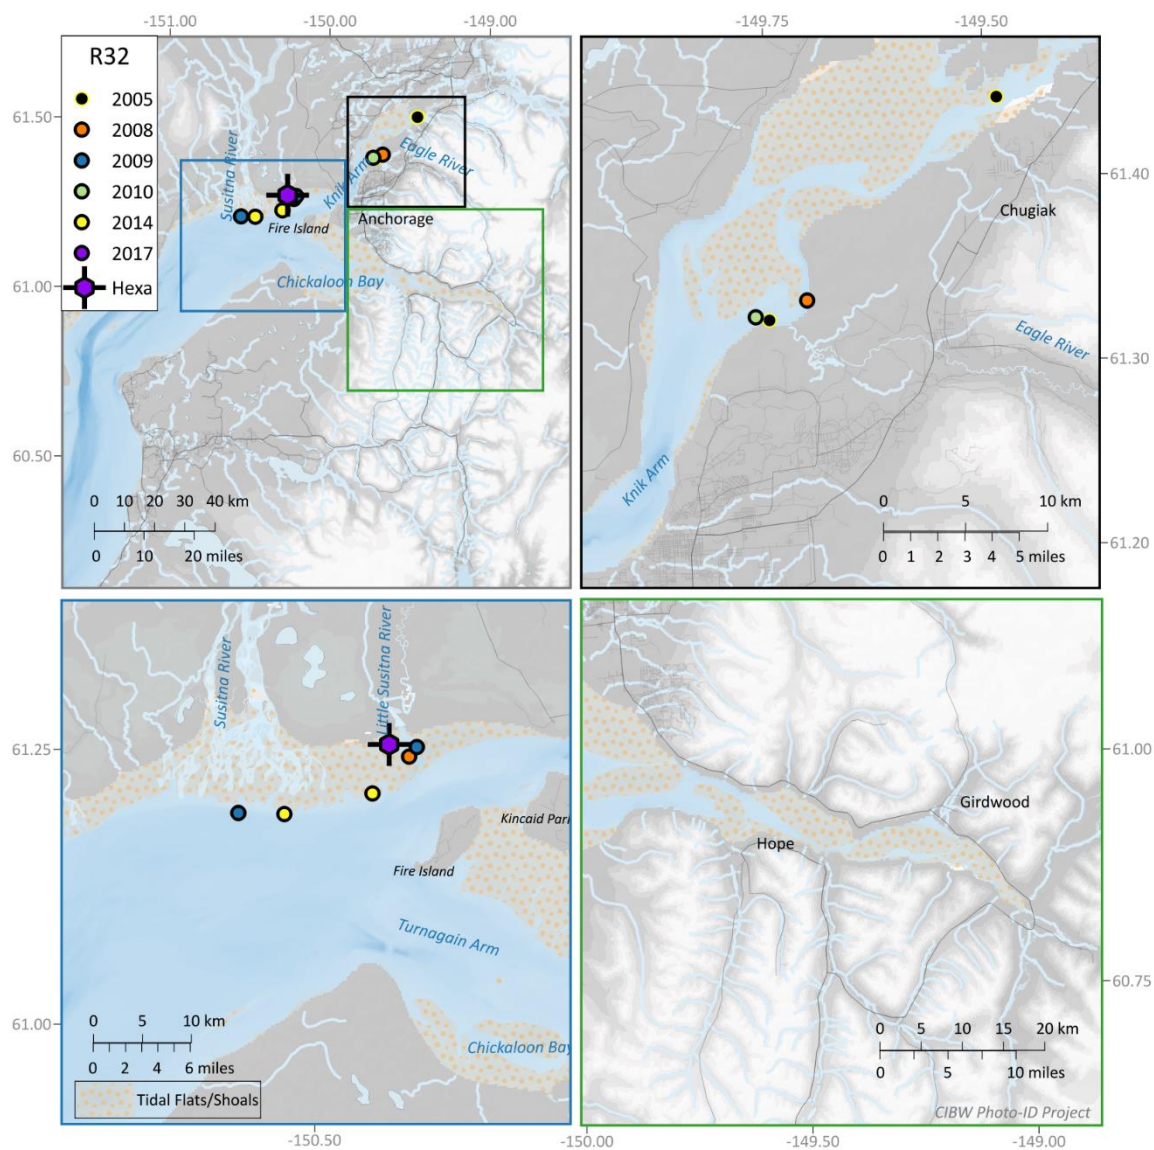 -151.00
-150.00
-149.00
-149.75
-149.50
R32
2005
2008
2009
2010
2014
2017
Hexa
61.50
61.00
60.50
Susitna River
Knik Arm
Eagle River
Anchorage
Fire Island
Chickaloon Bay
0 10 20 30 40 km
0 10 20 miles
61.40
61.30
61.20
Chugiak
Eagle River
Knik Arm
0 5 10 km
0 1 2 3 4 5 miles
Susitna River
Little Susitna River
61.25
61.00
Kincaid Park
Fire Island
Turnagain Arm
Chickaloon Bay
0 5 10 km
0 2 4 6 miles
Tidal Flats/Shoals
-150.50
61.00
60.75
Girdwood
Hope
0 5 10 15 20 km
0 5 10 miles
CIBW Photo-ID Project
-150.00
-149.50
-149.00